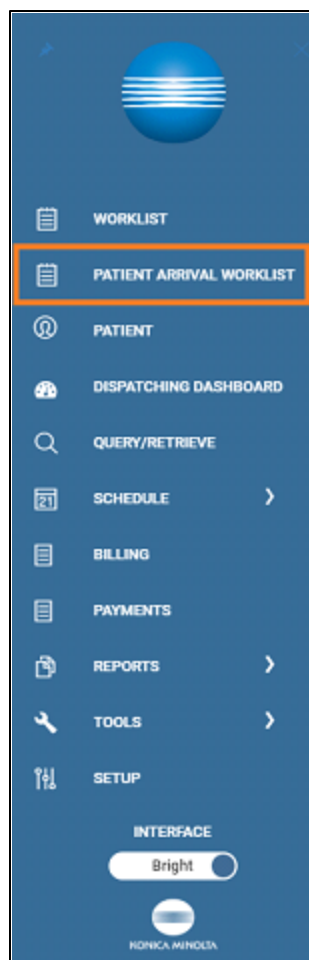 WORKLIST
PATIENT ARRIVAL WORKLIST
PATIENT
DISPATCHING DASHBOARD
QUERY/RETRIEVE
21 SCHEDULE
BILLING
PAYMENTS
REPORTS
TOOLS
SETUP
INTERFACE
Bright
KONICA MINOLTA